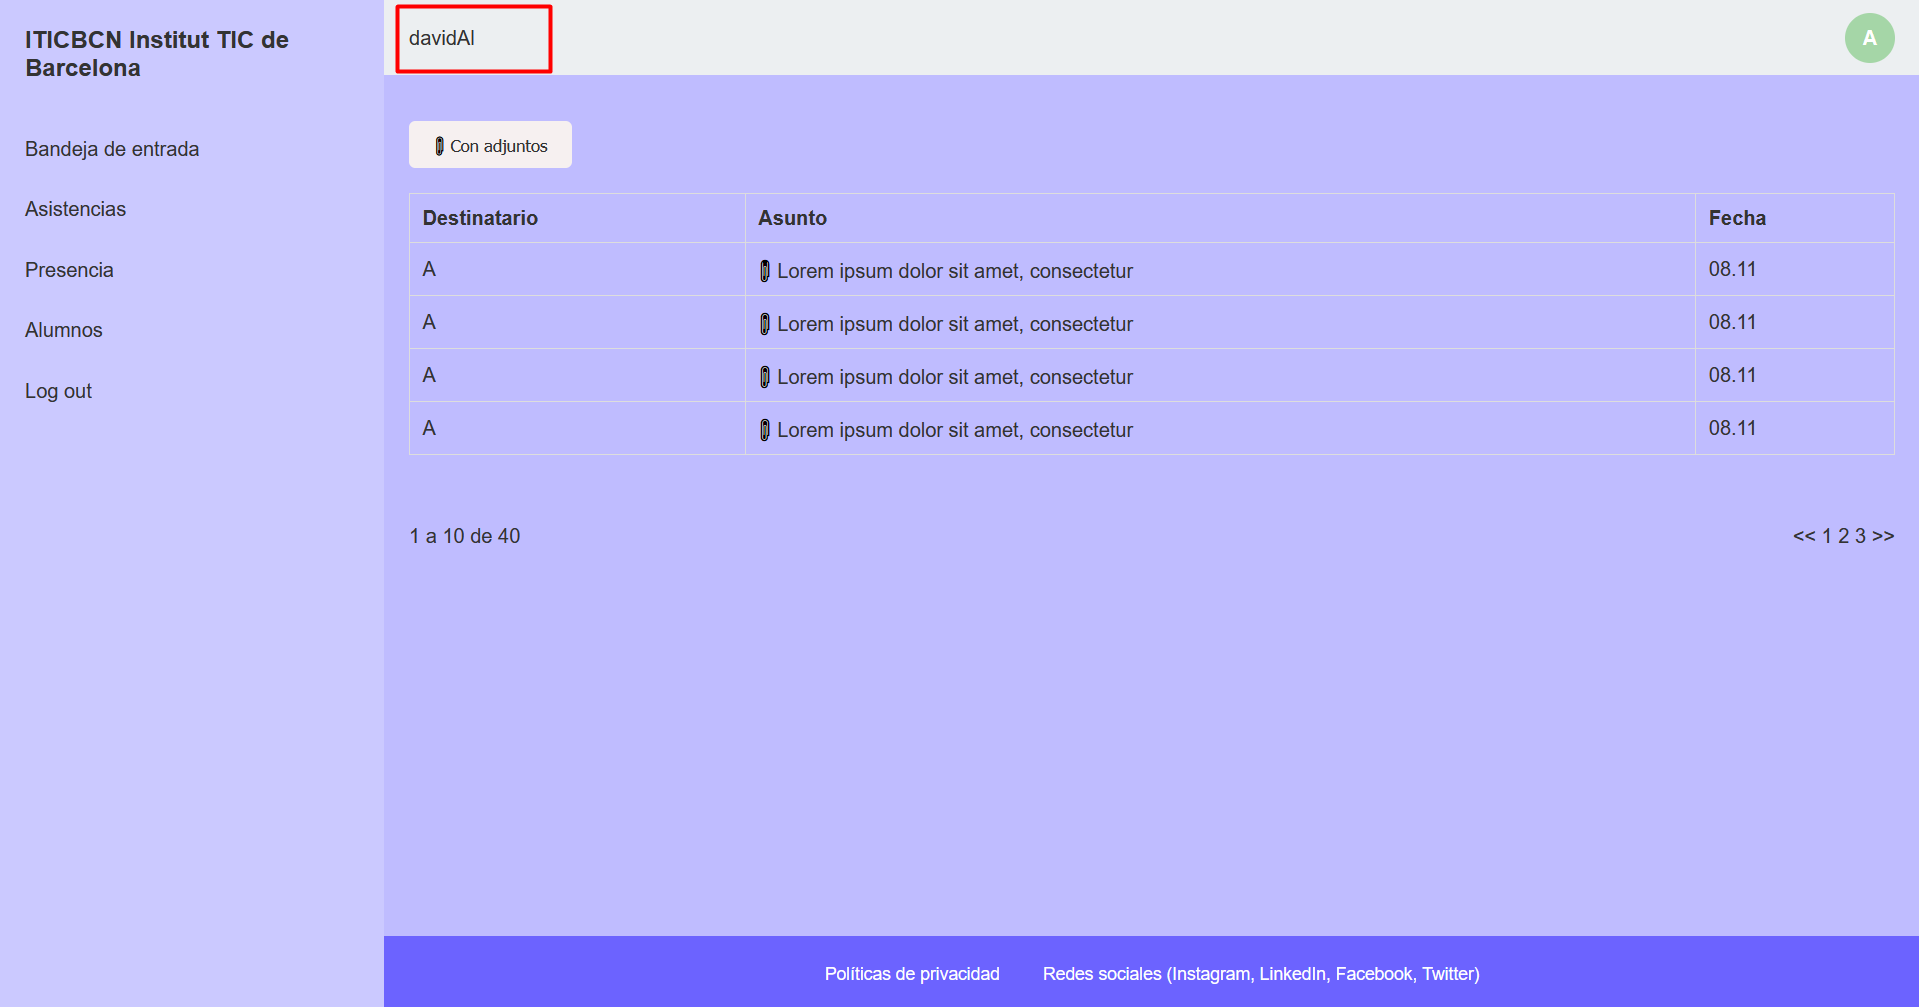 ITICBCN Institut TIC de
Barcelona
Bandeja de entrada
Asistencias
Presencia
Alumnos
Log out
davidAl
A
Con adjuntos
Destinatario Asunto Fecha
A Lorem ipsum dolor sit amet, consectetur 08.11
A Lorem ipsum dolor sit amet, consectetur 08.11
A Lorem ipsum dolor sit amet, consectetur 08.11
A Lorem ipsum dolor sit amet, consectetur 08.11
1 a 10 de 40 << 1 2 3 >>
Políticas de privacidad Redes sociales (Instagram, LinkedIn, Facebook, Twitter)